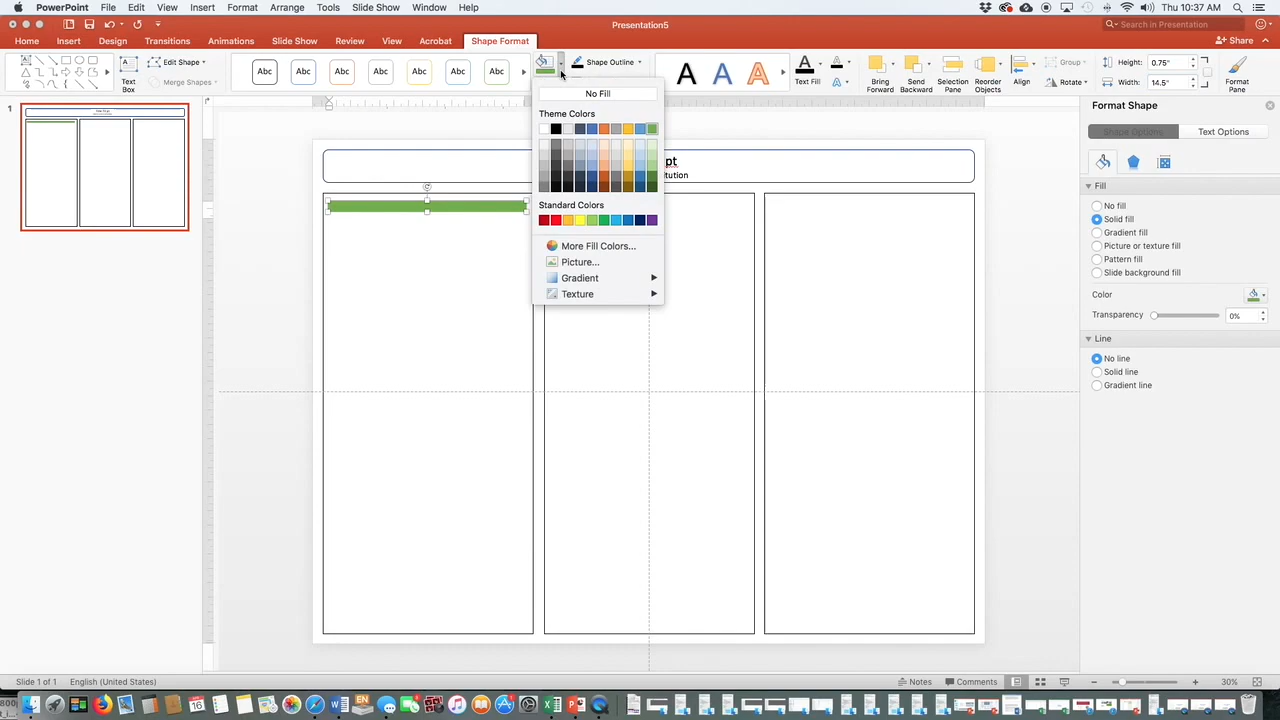 PowerPoint File Edit View Insert Format Arrange Tools Slide Show Window Help Thu 10:37 AM
Presentation5
Search in Presentation
Home Insert Design Transitions Animations Slide Show Review View Acrobat Shape Format Share
Edit Shape
Merge Shapes
Text Box
Abc Abc Abc Abc Abc Abc Abc
Shape Outline
A A A
Text Fill
Bring Forward
Send Backward
Selection Pane
Reorder Objects
Align
Group
Rotate
Height: 0.75"
Width: 14.5"
Format Pane
No Fill
Theme Colors
Standard Colors
More Fill Colors...
Picture...
Gradient
Texture
1
pt
tution
Format Shape
Shape Options Text Options
Fill
No fill
Solid fill
Gradient fill
Picture or texture fill
Pattern fill
Slide background fill
Color
Transparency 0%
Line
No line
Solid line
Gradient line
Slide 1 of 1 English (United States) Notes Comments 30%